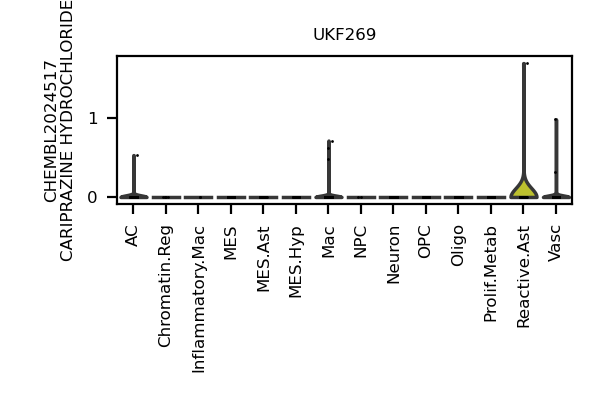 UKF269
CHEMBL2024517
CARIPRAZINE HYDROCHLORIDE
1
0
AC
Chromatin.Reg
Inflammatory.Mac
MES
MES.Ast
MES.Hyp
Mac
NPC
Neuron
OPC
Oligo
Prolif.Metab
Reactive.Ast
Vasc